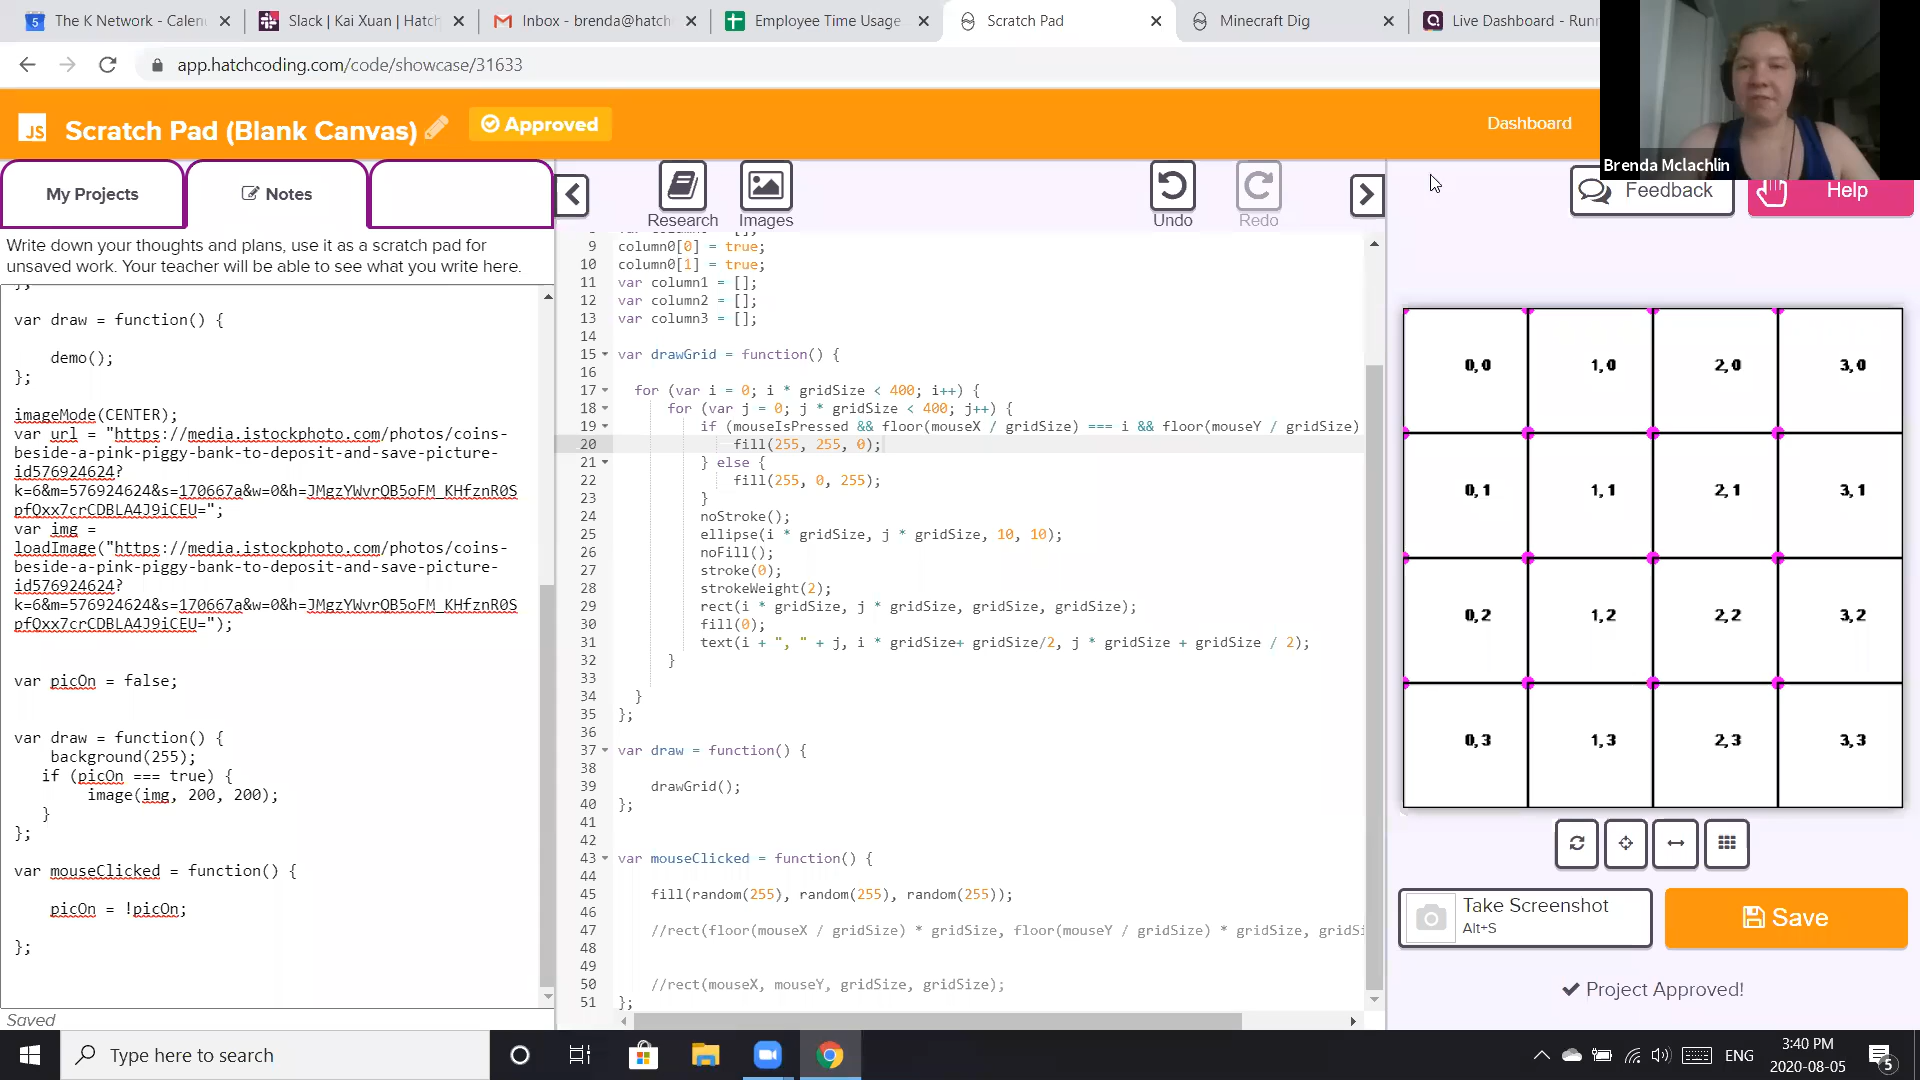 The K Network - Calen
Slack | Kai Xuan | Hatch
Inbox - brenda@hatch
Employee Time Usage
Scratch Pad
Minecraft Dig
Live Dashboard - Runn
app.hatchcoding.com/code/showcase/31633
JS
Scratch Pad (Blank Canvas)
Approved
Dashboard
Brenda Mclachlin
My Projects
Notes
Research
Images
Undo
Redo
Feedback
Help
Write down your thoughts and plans, use it as a scratch pad for
unsaved work. Your teacher will be able to see what you write here.
var draw = function() {
demo();
};
imageMode(CENTER);
var url = "https://media.istockphoto.com/photos/coins-
beside-a-pink-piggy-bank-to-deposit-and-save-picture-
id576924624?
k=6&m=576924624&s=170667a&w=0&h=JMgzYWvrQB5oFM_KHfznR0S
pfQxx7crCDBLA4J9iCEU=";
var img =
loadImage("https://media.istockphoto.com/photos/coins-
beside-a-pink-piggy-bank-to-deposit-and-save-picture-
id576924624?
k=6&m=576924624&s=170667a&w=0&h=JMgzYWvrQB5oFM_KHfznR0S
pfQxx7crCDBLA4J9iCEU=");
var picOn = false;
var draw = function() {
background(255);
if (picOn === true) {
image(img, 200, 200);
}
};
var mouseClicked = function() {
picOn = !picOn;
};
Saved
9 column0[0] = true;
10 column0[1] = true;
11 var column1 = [];
12 var column2 = [];
13 var column3 = [];
14
15 var drawGrid = function() {
16
17 for (var i = 0; i * gridSize < 400; i++) {
18 for (var j = 0; j * gridSize < 400; j++) {
19 if (mouseIsPressed && floor(mouseX / gridSize) === i && floor(mouseY / gridSize)
20 fill(255, 255, 0);
21 } else {
22 fill(255, 0, 255);
23 }
24 noStroke();
25 ellipse(i * gridSize, j * gridSize, 10, 10);
26 noFill();
27 stroke(0);
28 strokeWeight(2);
29 rect(i * gridSize, j * gridSize, gridSize, gridSize);
30 fill(0);
31 text(i + ", " + j, i * gridSize+ gridSize/2, j * gridSize + gridSize / 2);
32 }
33
34 }
35 };
36
37 var draw = function() {
38
39 drawGrid();
40 };
41
42
43 var mouseClicked = function() {
44
45 fill(random(255), random(255), random(255));
46
47 //rect(floor(mouseX / gridSize) * gridSize, floor(mouseY / gridSize) * gridSize, gridSi
48
49
50 //rect(mouseX, mouseY, gridSize, gridSize);
51 };
0, 0 1, 0 2, 0 3, 0
0, 1 1, 1 2, 1 3, 1
0, 2 1, 2 2, 2 3, 2
0, 3 1, 3 2, 3 3, 3
Take Screenshot
Alt+S
Save
Project Approved!
Type here to search
ENG
3:40 PM
2020-08-05
5